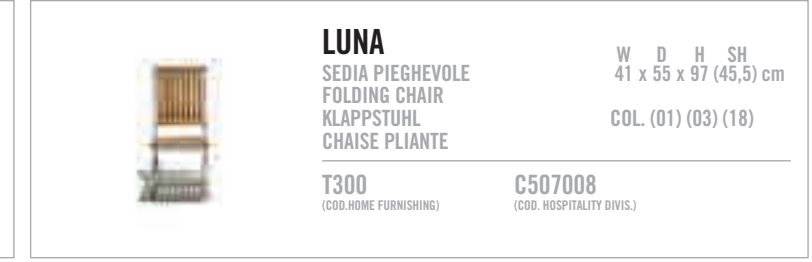 LUNA
SEDIA PIEGHEVOLE
FOLDING CHAIR
KLAPPSTUHL
CHAISE PLIANTE
W D H SH
41 x 55 x 97 (45,5) cm
COL. (01) (03) (18)
T300
(COD.HOME FURNISHING)
C507008
(COD. HOSPITALITY DIVIS.)